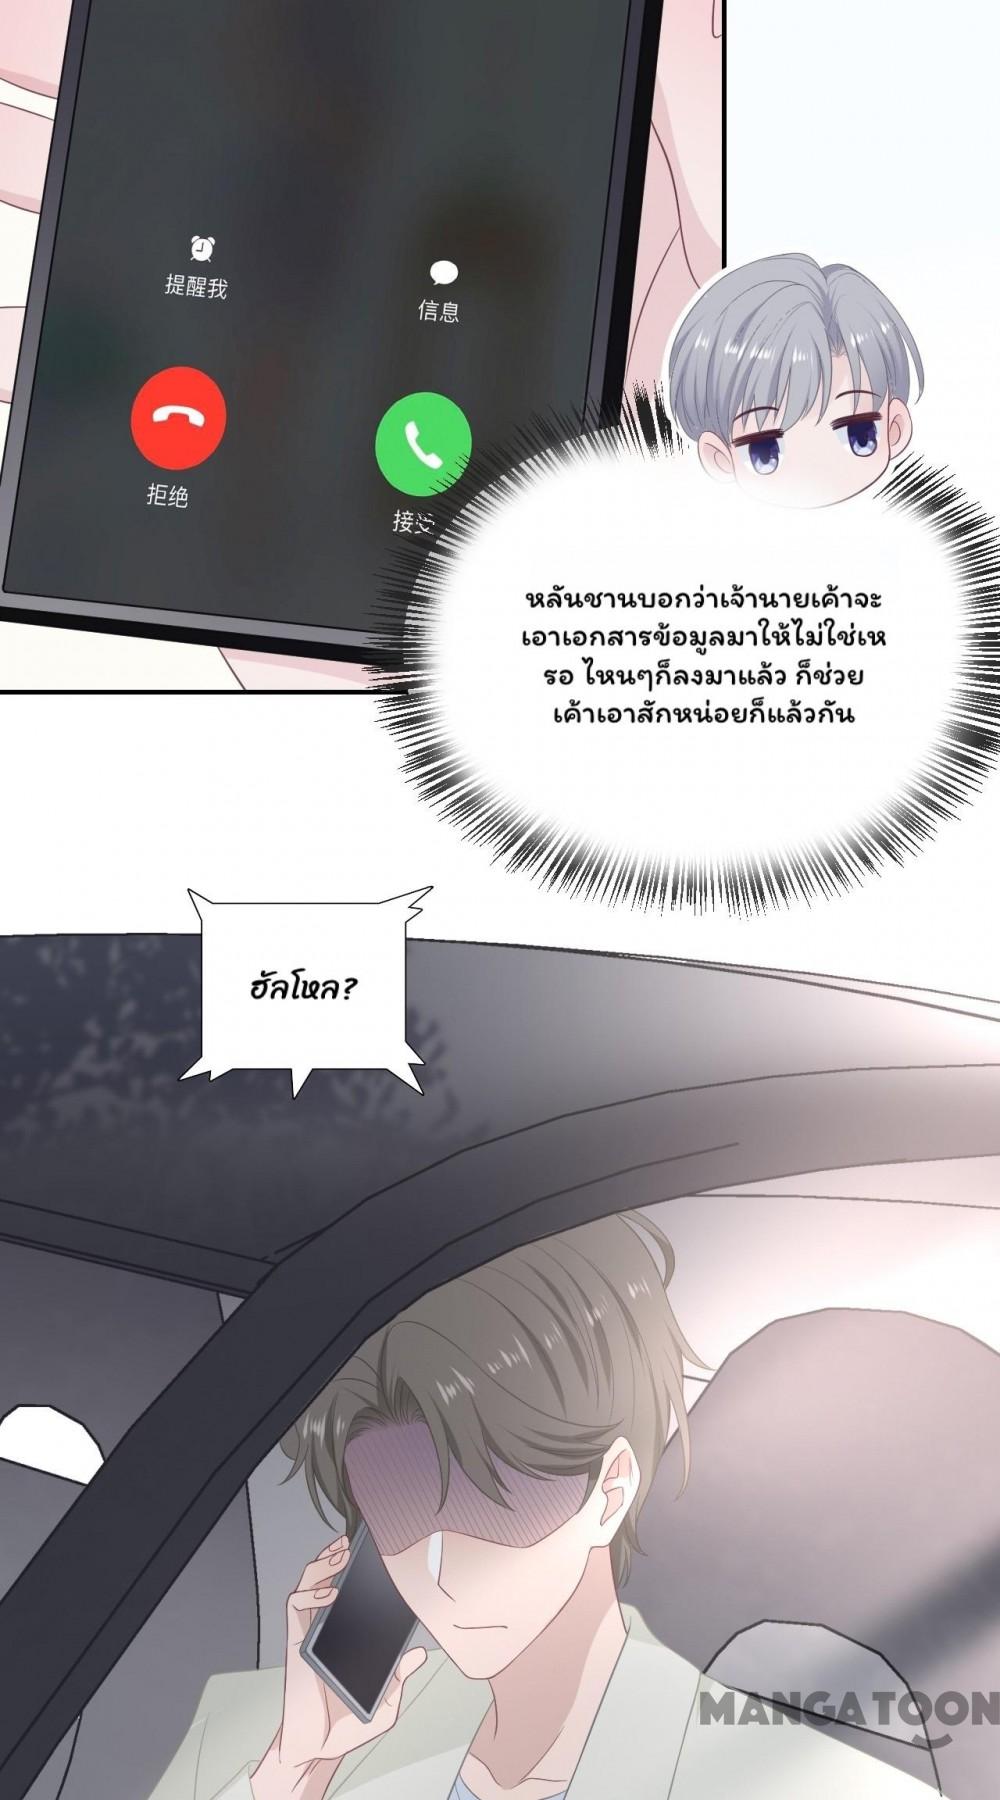 提醒我
信息
拒绝
接受
หลันชานบอกว่าเจ้านายเค้าจะ
เอาเอกสารข้อมูลมาให้ไม่ใช่เห
รอ ไหนๆก็ลงมาแล้ว ก็ช่วย
เค้าเอาสักหน่อยก็แล้วกัน
ฮัลโหล?
MANGATOON